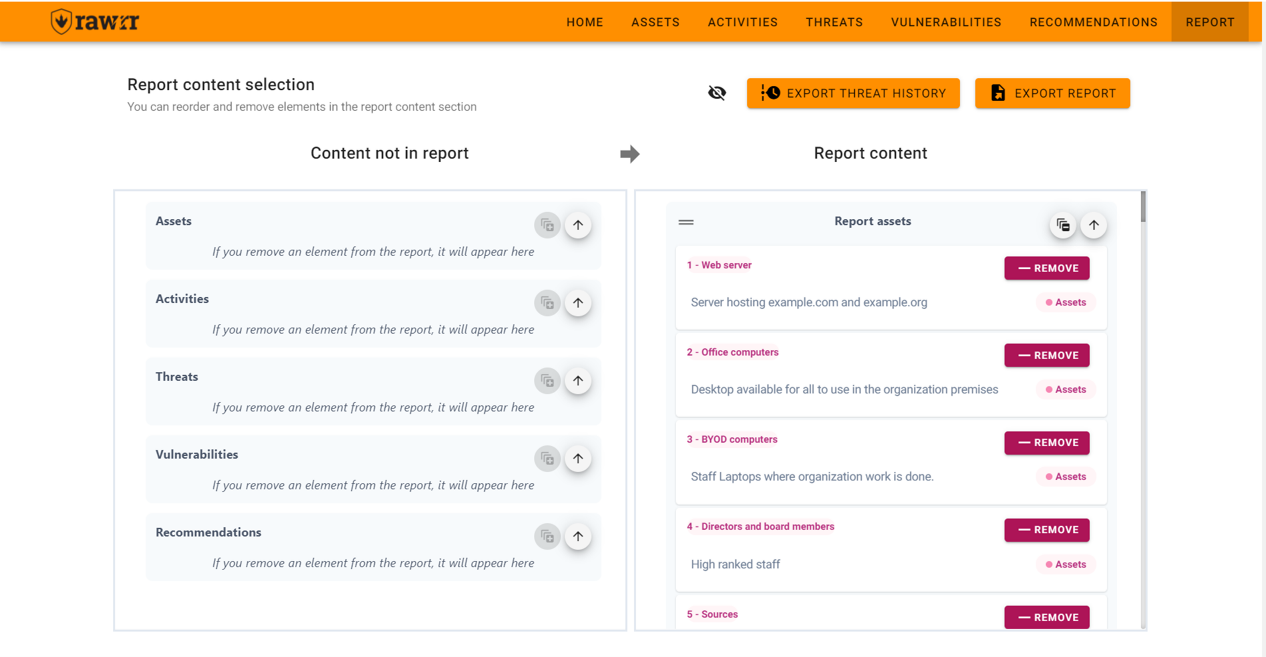 rawrr
HOME ASSETS ACTIVITIES THREATS VULNERABILITIES RECOMMENDATIONS REPORT
Report content selection
You can reorder and remove elements in the report content section
EXPORT THREAT HISTORY
EXPORT REPORT
Content not in report
Report content
Assets
If you remove an element from the report, it will appear here
Activities
If you remove an element from the report, it will appear here
Threats
If you remove an element from the report, it will appear here
Vulnerabilities
If you remove an element from the report, it will appear here
Recommendations
If you remove an element from the report, it will appear here
Report assets
1 - Web server
REMOVE
Server hosting example.com and example.org
Assets
2 - Office computers
REMOVE
Desktop available for all to use in the organization premises
Assets
3 - BYOD computers
REMOVE
Staff Laptops where organization work is done.
Assets
4 - Directors and board members
REMOVE
High ranked staff
Assets
5 - Sources
REMOVE